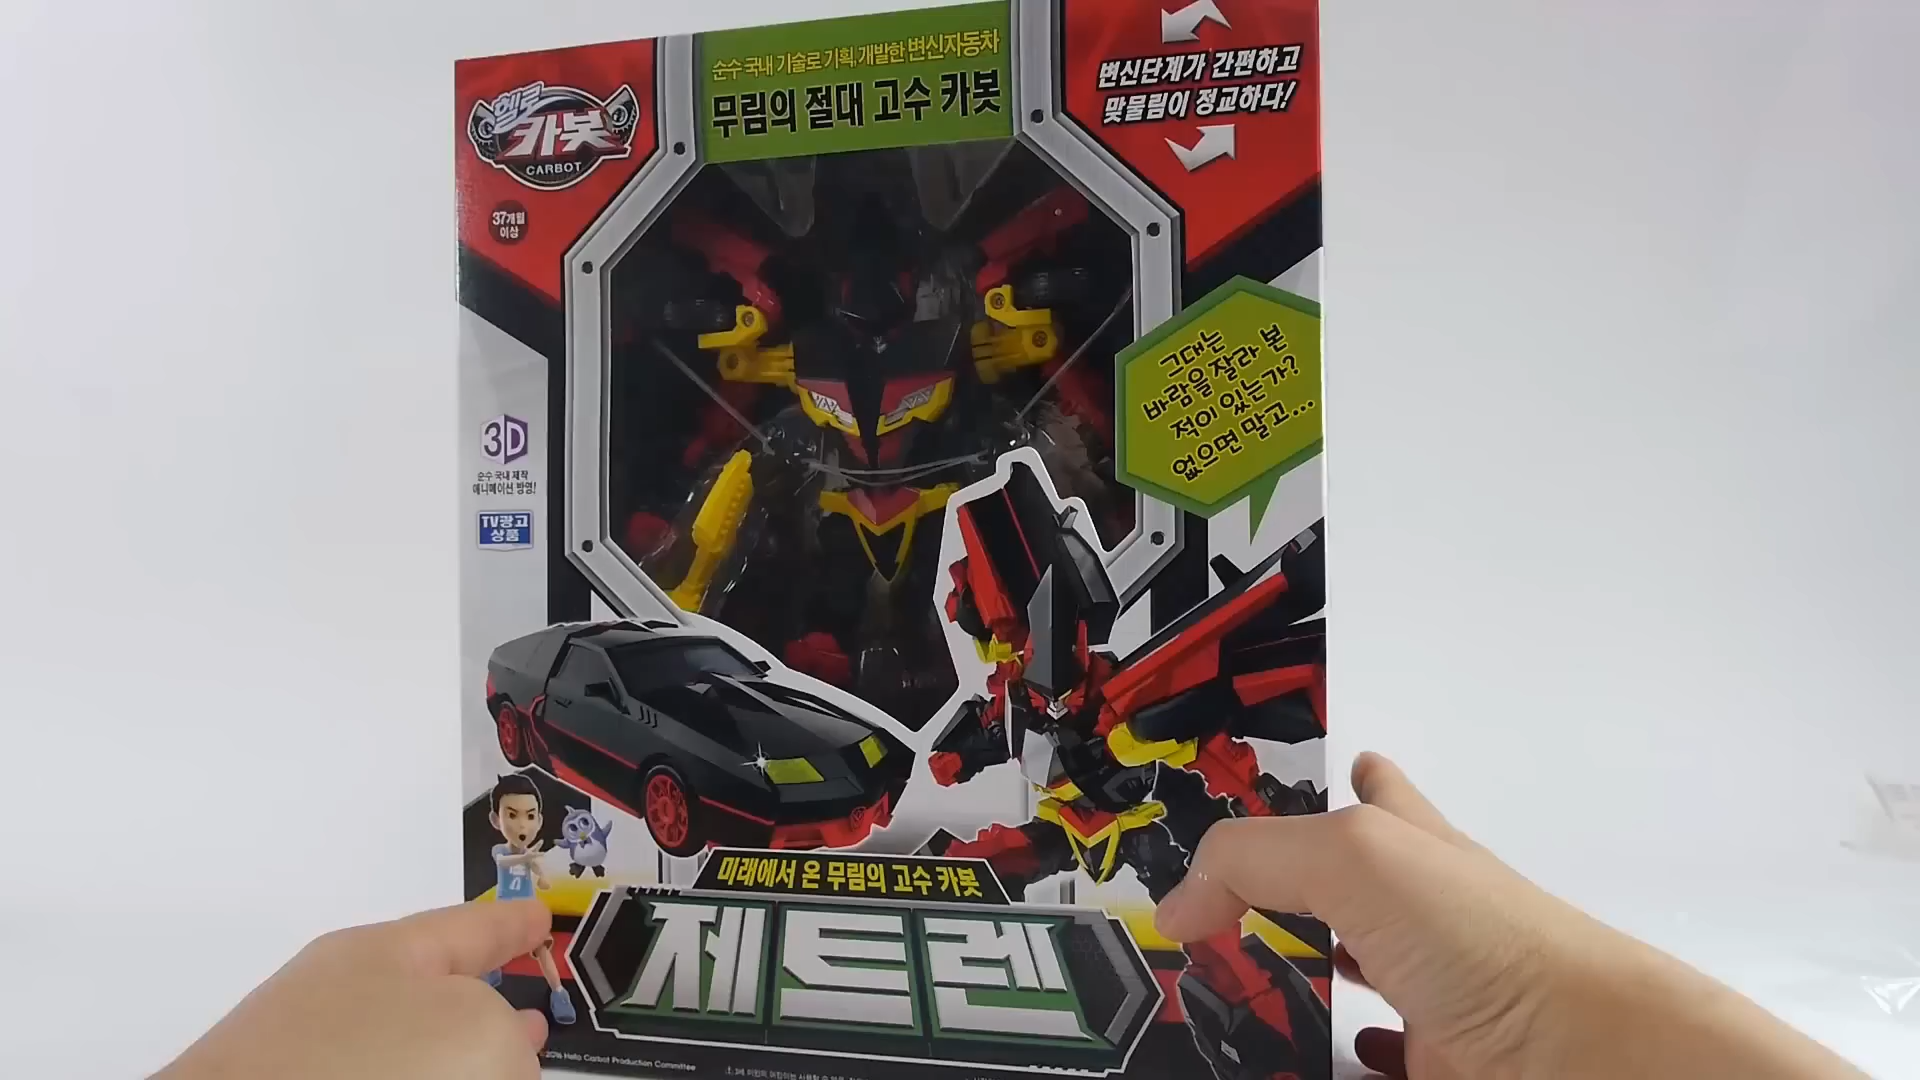 순수 국내 기술로 기획, 개발한 변신자동차
무림의 절대 고수 카봇
변신단계가 간편하고
맞물림이 정교하다!
헬로
카봇
CARBOT
37개월
이상
그대는
바람을 잘라 본
적이 있는가?
없으면 말고...
3D
순수 국내 제작
애니메이션 방영!
TV광고
상품
미래에서 온 무림의 고수 카봇
제트렌
2016 Hello Carbot Production Committee